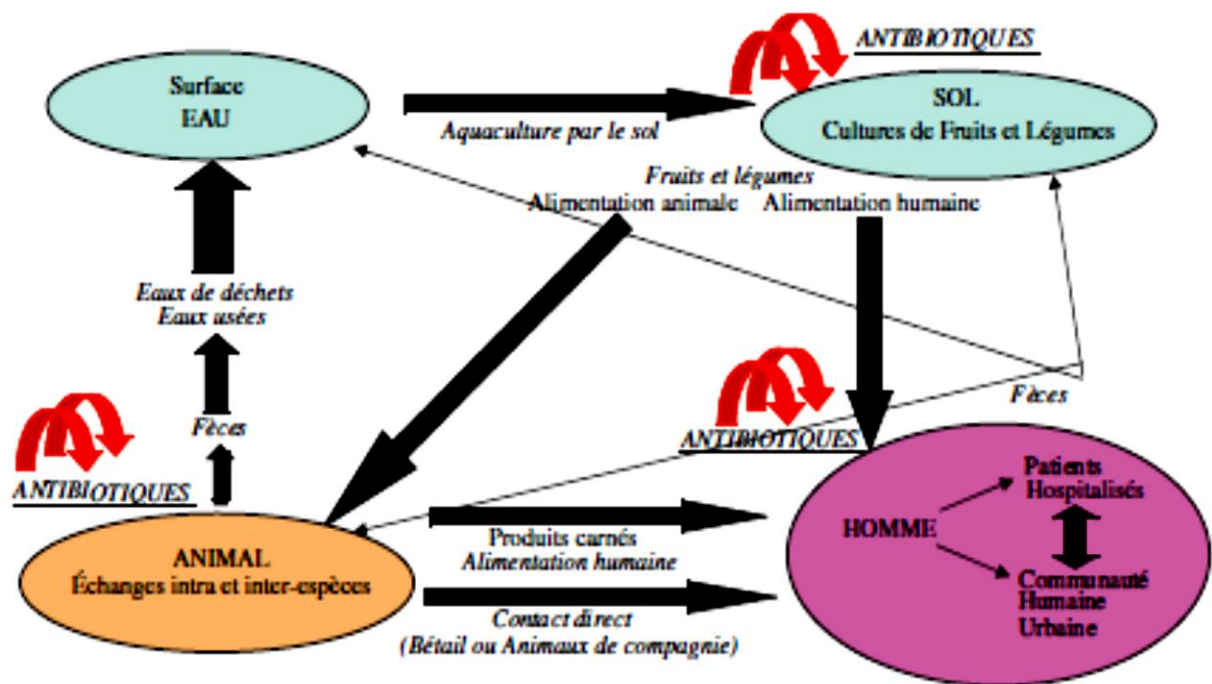 ANTIBIOTIQUES
Surface
EAU
SOL
Cultures de Fruits et Légumes
Aquaculture par le sol
Fruits et légumes
Alimentation animale Alimentation humaine
Eaux de déchets
Eaux usées
Fèces
Fèces
ANTIBIOTIQUES
ANTIBIOTIQUES
Patients
Hospitalisés
HOMME
Communauté
Humaine
Urbaine
ANIMAL
Échanges intra et inter-espèces
Produits carnés
Alimentation humaine
Contact direct
(Bétail ou Animaux de compagnie)